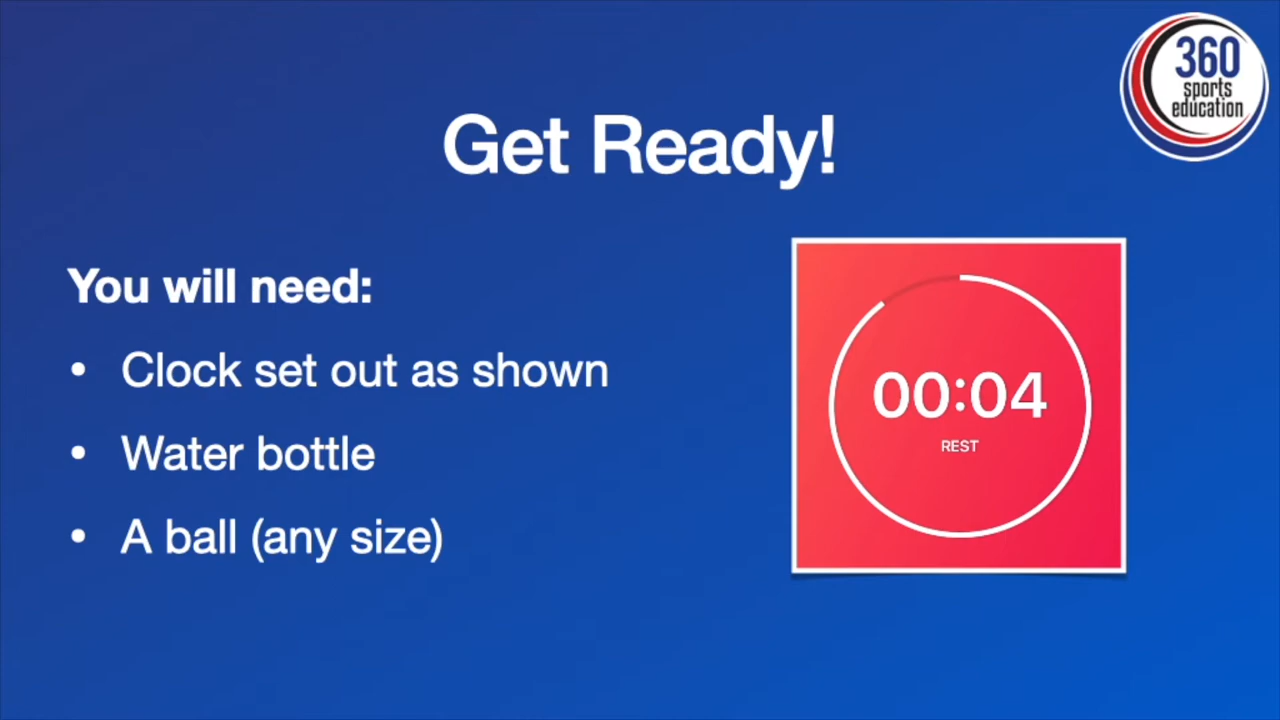 360
sports
education
Get Ready!
You will need:
• Clock set out as shown
• Water bottle
• A ball (any size)
00:04
REST